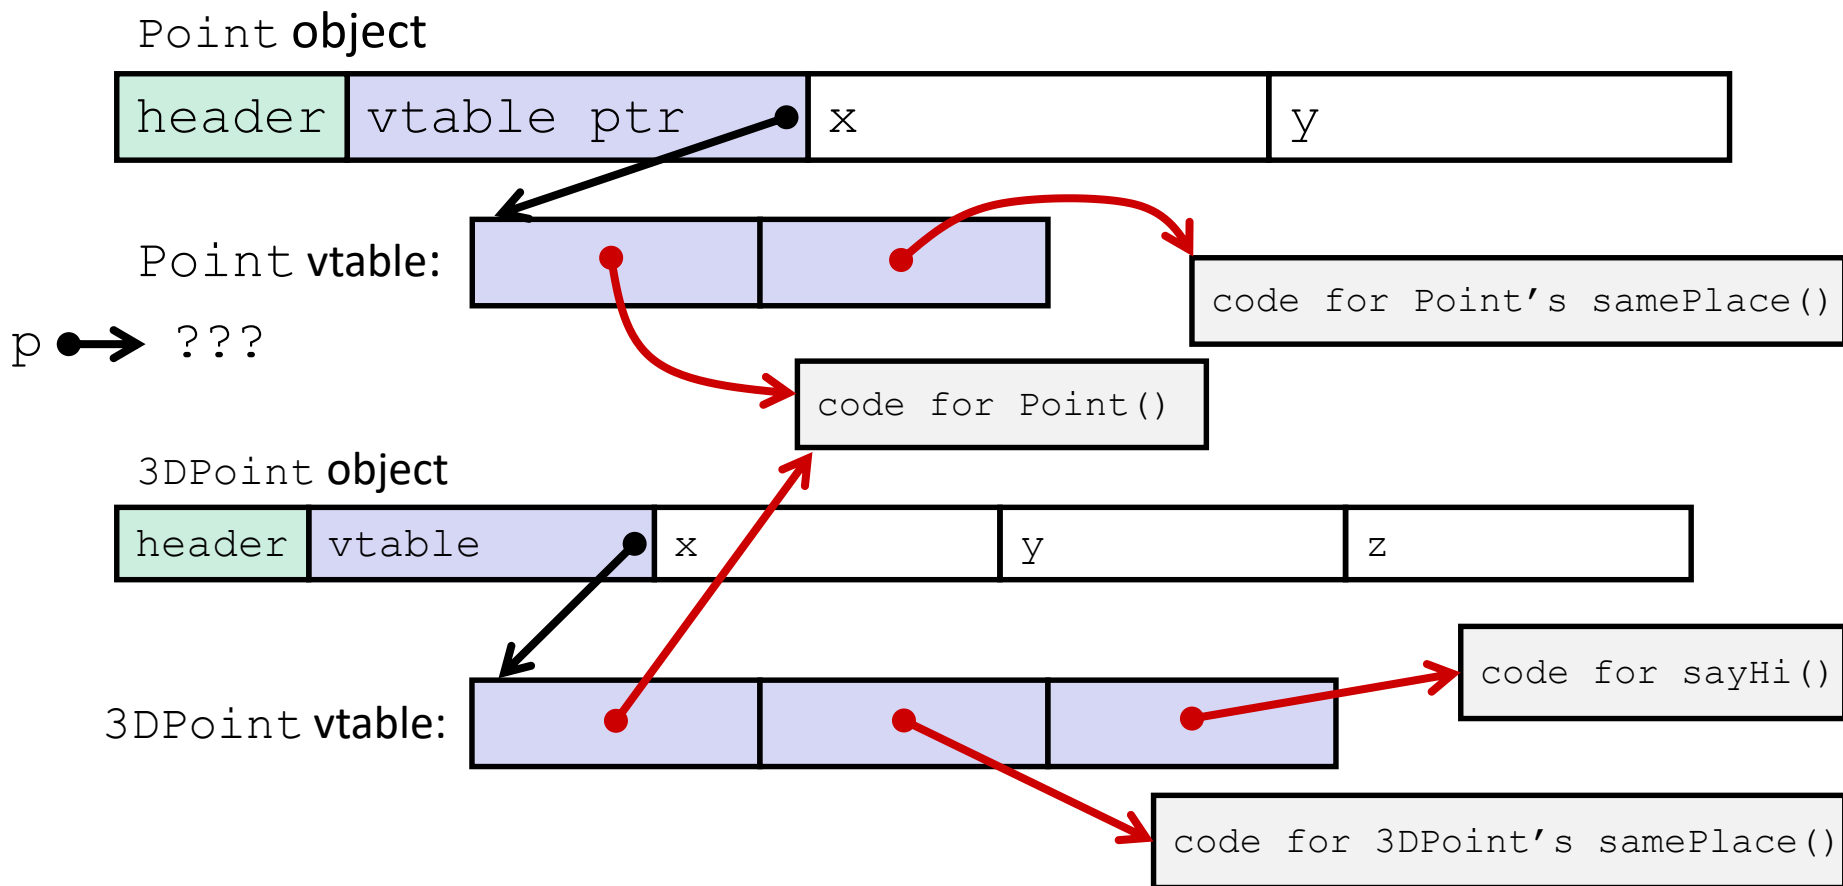 Point object
header vtable ptr x y
Point vtable:
code for Point's samePlace()
p ???
code for Point()
3DPoint object
header vtable x y z
code for sayHi()
3DPoint vtable:
code for 3DPoint's samePlace()